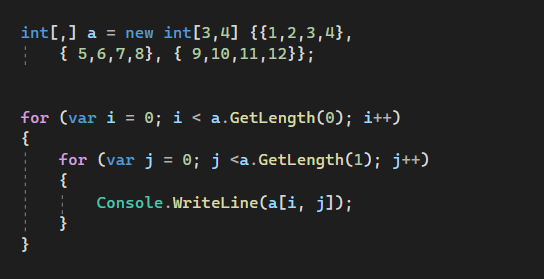 int[,] a = new int[3,4] {{1,2,3,4},
    { 5,6,7,8}, { 9,10,11,12}};
for (var i = 0; i < a.GetLength(0); i++)
{
    for (var j = 0; j <a.GetLength(1); j++)
    {
        Console.WriteLine(a[i, j]);
    }
}